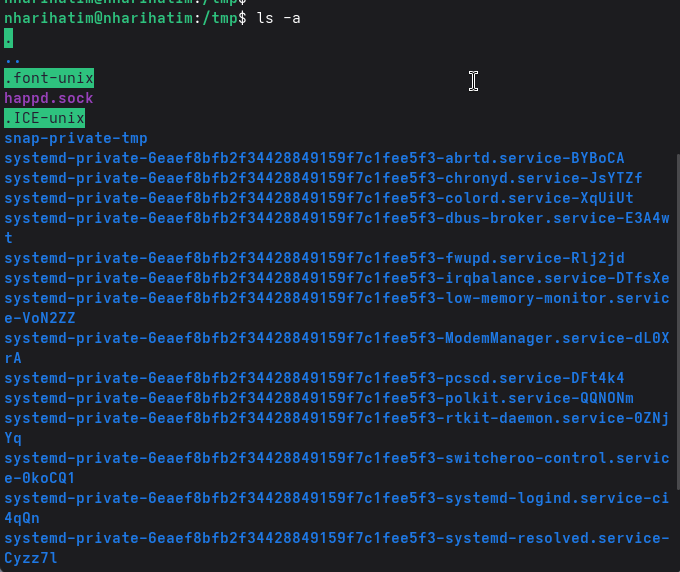 nharihatim@nharihatim:/tmp$
nharihatim@nharihatim:/tmp$ ls -a
.
..
.font-unix
happd.sock
.ICE-unix
snap-private-tmp
systemd-private-6eaef8bfb2f34428849159f7c1fee5f3-abrtd.service-BYBoCA
systemd-private-6eaef8bfb2f34428849159f7c1fee5f3-chronyd.service-JsYTZf
systemd-private-6eaef8bfb2f34428849159f7c1fee5f3-colord.service-XqUiUt
systemd-private-6eaef8bfb2f34428849159f7c1fee5f3-dbus-broker.service-E3A4w
t
systemd-private-6eaef8bfb2f34428849159f7c1fee5f3-fwupd.service-Rlj2jd
systemd-private-6eaef8bfb2f34428849159f7c1fee5f3-irqbalance.service-DTfsXe
systemd-private-6eaef8bfb2f34428849159f7c1fee5f3-low-memory-monitor.servic
e-VoN2ZZ
systemd-private-6eaef8bfb2f34428849159f7c1fee5f3-ModemManager.service-dL0X
rA
systemd-private-6eaef8bfb2f34428849159f7c1fee5f3-pcscd.service-DFt4k4
systemd-private-6eaef8bfb2f34428849159f7c1fee5f3-polkit.service-QQNONm
systemd-private-6eaef8bfb2f34428849159f7c1fee5f3-rtkit-daemon.service-0ZNj
Yq
systemd-private-6eaef8bfb2f34428849159f7c1fee5f3-switcheroo-control.servic
e-0koCQ1
systemd-private-6eaef8bfb2f34428849159f7c1fee5f3-systemd-logind.service-ci
4qQn
systemd-private-6eaef8bfb2f34428849159f7c1fee5f3-systemd-resolved.service-
Cyzz7l